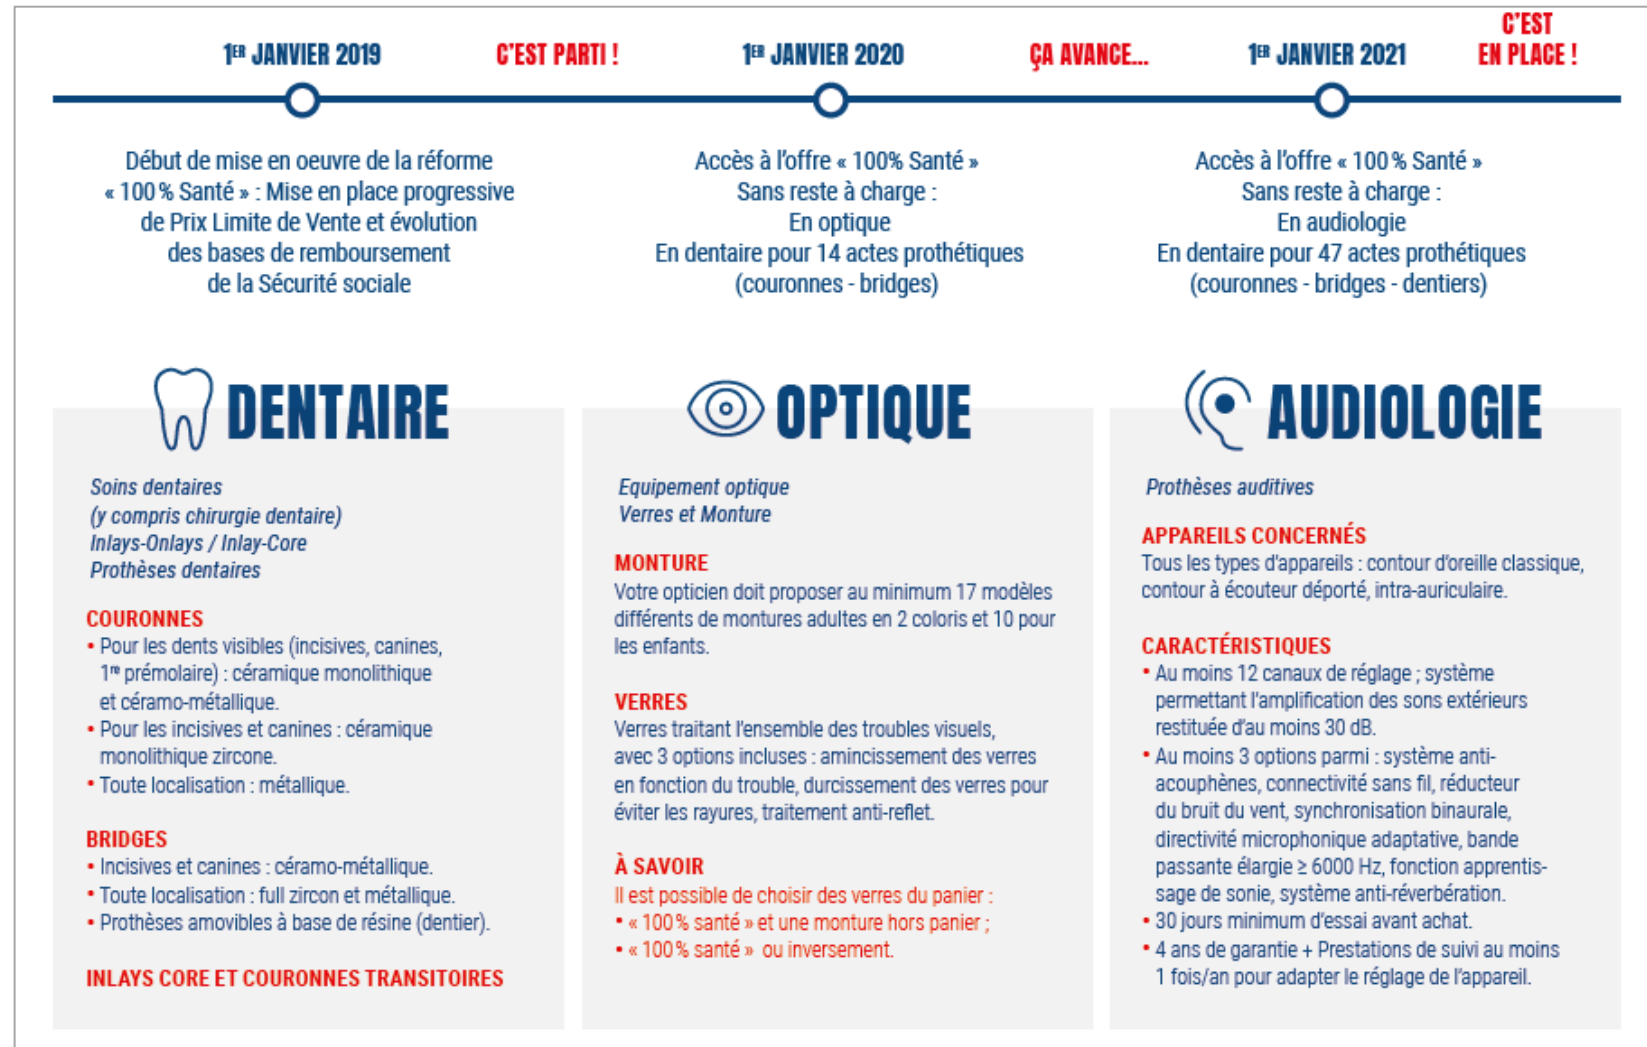 1ER JANVIER 2019
C'EST PARTI !
1ER JANVIER 2020
ÇA AVANCE...
1ER JANVIER 2021
C'EST
EN PLACE !
Début de mise en oeuvre de la réforme
« 100 % Santé » : Mise en place progressive
de Prix Limite de Vente et évolution
des bases de remboursement
de la Sécurité sociale
Accès à l'offre « 100% Santé »
Sans reste à charge :
En optique
En dentaire pour 14 actes prothétiques
(couronnes - bridges)
Accès à l'offre « 100 % Santé »
Sans reste à charge :
En audiologie
En dentaire pour 47 actes prothétiques
(couronnes - bridges - dentiers)
DENTAIRE
Soins dentaires
(y compris chirurgie dentaire)
Inlays-Onlays / Inlay-Core
Prothèses dentaires
COURONNES
• Pour les dents visibles (incisives, canines,
1re prémolaire) : céramique monolithique
et céramo-métallique.
• Pour les incisives et canines : céramique
monolithique zircone.
• Toute localisation : métallique.
BRIDGES
• Incisives et canines : céramo-métallique.
• Toute localisation : full zircon et métallique.
• Prothèses amovibles à base de résine (dentier).
INLAYS CORE ET COURONNES TRANSITOIRES
OPTIQUE
Equipement optique
Verres et Monture
MONTURE
Votre opticien doit proposer au minimum 17 modèles
différents de montures adultes en 2 coloris et 10 pour
les enfants.
VERRES
Verres traitant l'ensemble des troubles visuels,
avec 3 options incluses : amincissement des verres
en fonction du trouble, durcissement des verres pour
éviter les rayures, traitement anti-reflet.
À SAVOIR
Il est possible de choisir des verres du panier :
• « 100 % santé » et une monture hors panier ;
• « 100 % santé » ou inversement.
AUDIOLOGIE
Prothèses auditives
APPAREILS CONCERNÉS
Tous les types d'appareils : contour d'oreille classique,
contour à écouteur déporté, intra-auriculaire.
CARACTÉRISTIQUES
• Au moins 12 canaux de réglage ; système
permettant l'amplification des sons extérieurs
restituée d'au moins 30 dB.
• Au moins 3 options parmi : système anti-
acouphènes, connectivité sans fil, réducteur
du bruit du vent, synchronisation binaurale,
directivité microphonique adaptative, bande
passante élargie ≥ 6000 Hz, fonction apprentis-
sage de sonie, système anti-réverbération.
• 30 jours minimum d'essai avant achat.
• 4 ans de garantie + Prestations de suivi au moins
1 fois/an pour adapter le réglage de l'appareil.